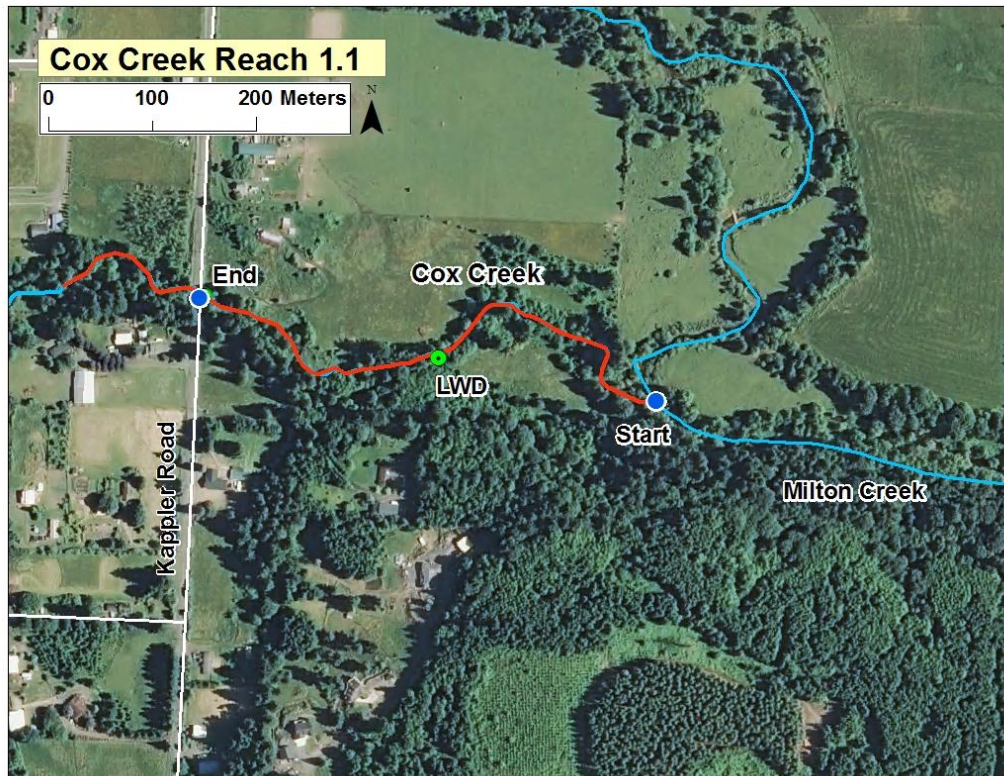 Cox Creek Reach 1.1
0 100 200 Meters
N
End
Cox Creek
LWD
Start
Kappler Road
Milton Creek